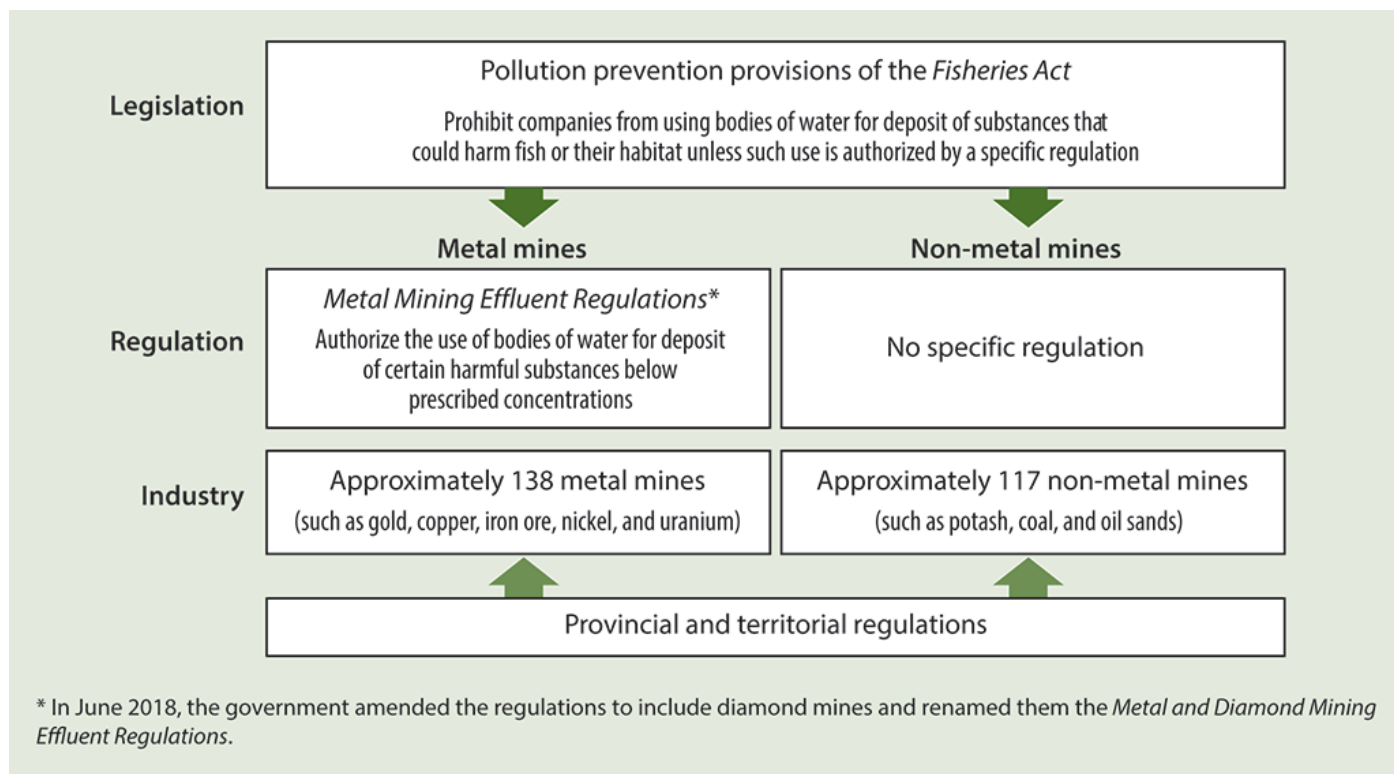 Pollution prevention provisions of the Fisheries Act
Legislation
Prohibit companies from using bodies of water for deposit of substances that
could harm fish or their habitat unless such use is authorized by a specific regulation
Metal mines
Non-metal mines
Regulation
Metal Mining Effluent Regulations*
Authorize the use of bodies of water for deposit
of certain harmful substances below
prescribed concentrations
No specific regulation
Industry
Approximately 138 metal mines
(such as gold, copper, iron ore, nickel, and uranium)
Approximately 117 non-metal mines
(such as potash, coal, and oil sands)
Provincial and territorial regulations
* In June 2018, the government amended the regulations to include diamond mines and renamed them the Metal and Diamond Mining
Effluent Regulations.